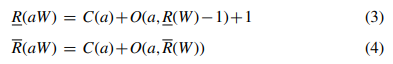 R̲(aW) = C(a)+O(a,R̲(W)−1)+1 (3)
R̅(aW) = C(a)+O(a,R̅(W)) (4)